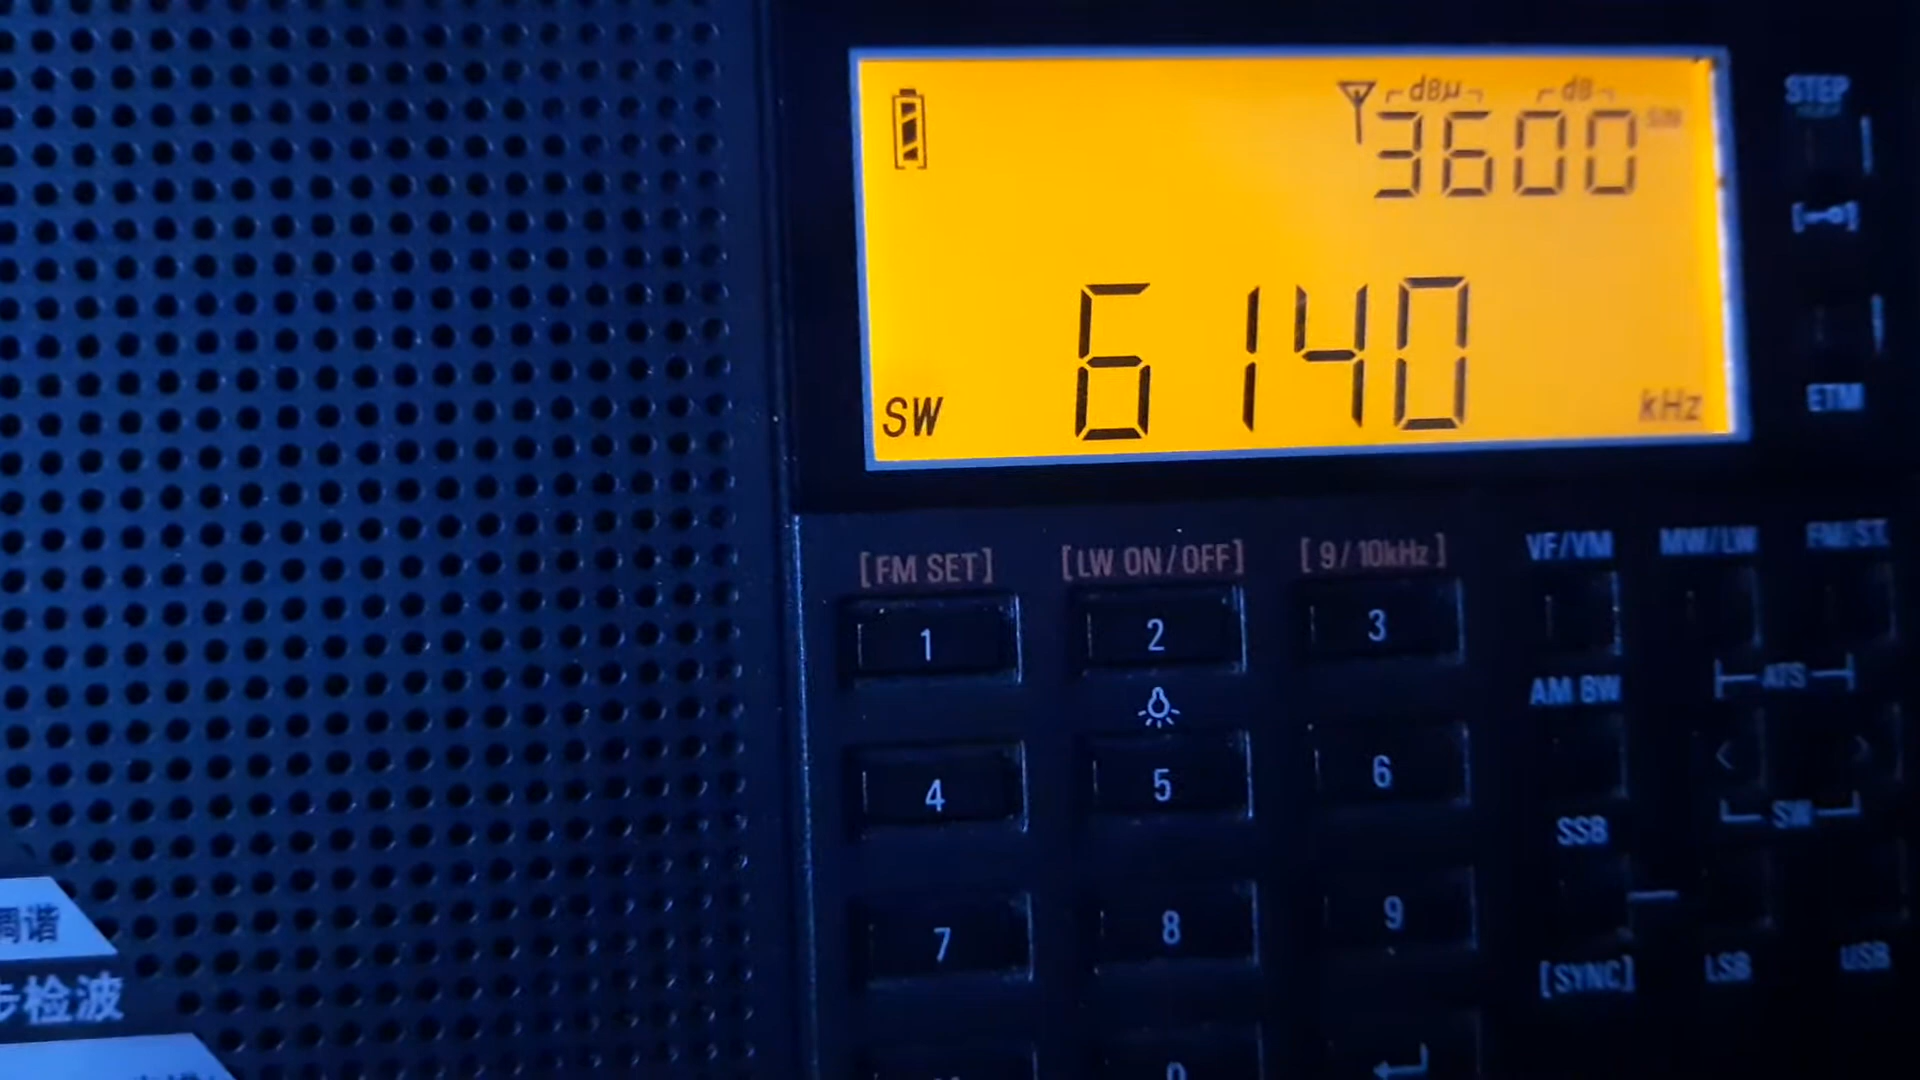 dBµ dB
3600
6140
SW kHz
STEP
ETM
[FM SET] [LW ON/OFF] [9/10kHz] VF/VM MW/LW FM/ST.
1 2 3
AM BW ATS
4 5 6 < >
SSB SW
7 8 9
[SYNC] LSB USB
调谐
步检波
0